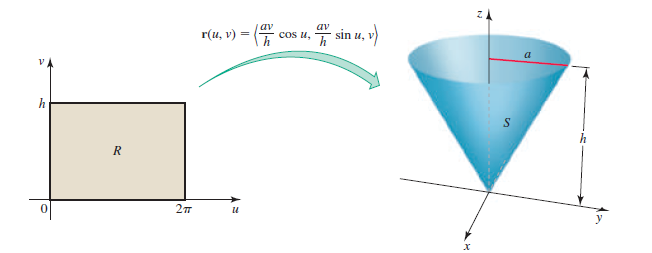 r(u, v) = ⟨av/h cos u, av/h sin u, v⟩
z
a
v
h
S
h
R
0
2π
u
y
x